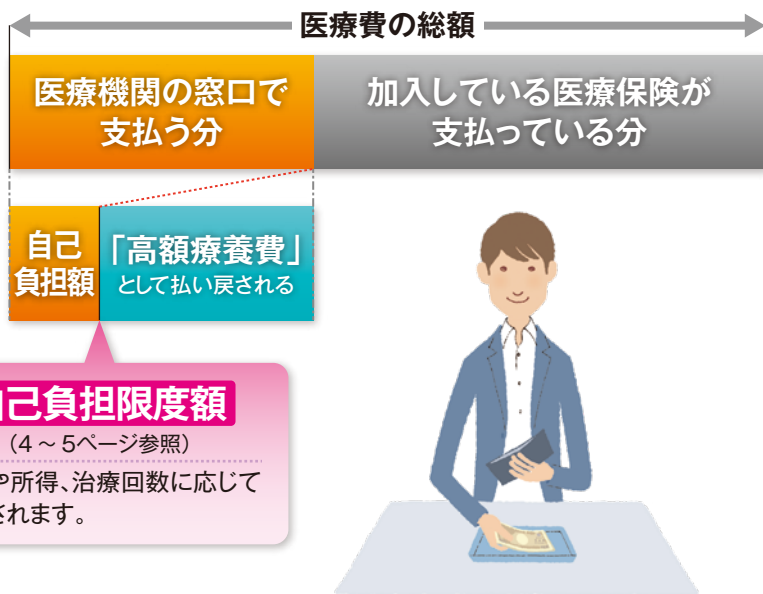 医療費の総額
医療機関の窓口で
支払う分
加入している医療保険が
支払っている分
自己
負担額
「高額療養費」
として払い戻される
己負担限度額
（4～5ページ参照）
や所得、治療回数に応じて
されます。